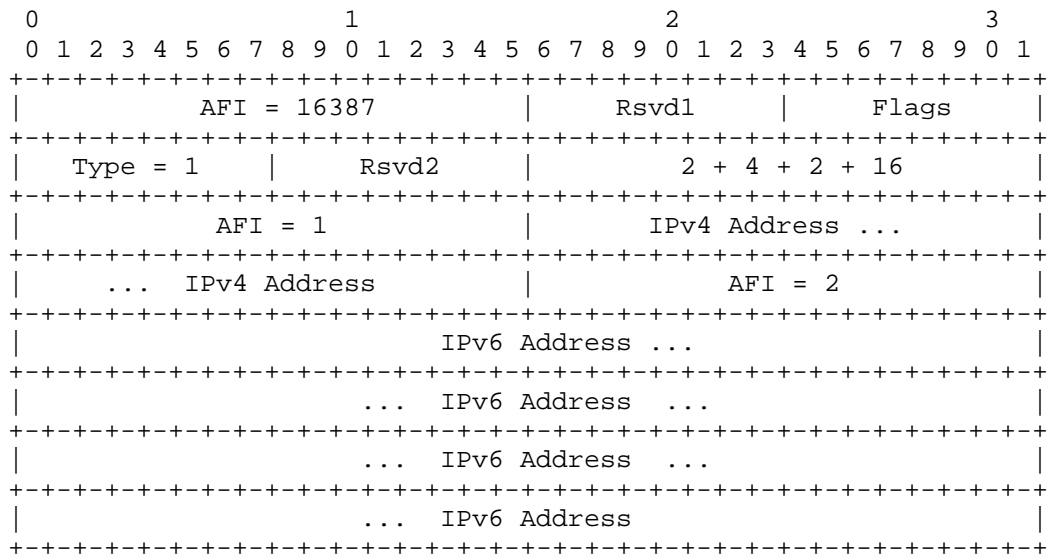 0                   1                   2                   3
 0 1 2 3 4 5 6 7 8 9 0 1 2 3 4 5 6 7 8 9 0 1 2 3 4 5 6 7 8 9 0 1
+-+-+-+-+-+-+-+-+-+-+-+-+-+-+-+-+-+-+-+-+-+-+-+-+-+-+-+-+-+-+-+-+
|           AFI = 16387         |     Rsvd1     |     Flags     |
+-+-+-+-+-+-+-+-+-+-+-+-+-+-+-+-+-+-+-+-+-+-+-+-+-+-+-+-+-+-+-+-+
|   Type = 1    |     Rsvd2     |         2 + 4 + 2 + 16        |
+-+-+-+-+-+-+-+-+-+-+-+-+-+-+-+-+-+-+-+-+-+-+-+-+-+-+-+-+-+-+-+-+
|            AFI = 1            |       IPv4 Address ...        |
+-+-+-+-+-+-+-+-+-+-+-+-+-+-+-+-+-+-+-+-+-+-+-+-+-+-+-+-+-+-+-+-+
|     ...  IPv4 Address         |            AFI = 2            |
+-+-+-+-+-+-+-+-+-+-+-+-+-+-+-+-+-+-+-+-+-+-+-+-+-+-+-+-+-+-+-+-+
|                          IPv6 Address ...                     |
+-+-+-+-+-+-+-+-+-+-+-+-+-+-+-+-+-+-+-+-+-+-+-+-+-+-+-+-+-+-+-+-+
|                     ...  IPv6 Address  ...                    |
+-+-+-+-+-+-+-+-+-+-+-+-+-+-+-+-+-+-+-+-+-+-+-+-+-+-+-+-+-+-+-+-+
|                     ...  IPv6 Address  ...                    |
+-+-+-+-+-+-+-+-+-+-+-+-+-+-+-+-+-+-+-+-+-+-+-+-+-+-+-+-+-+-+-+-+
|                     ...  IPv6 Address                         |
+-+-+-+-+-+-+-+-+-+-+-+-+-+-+-+-+-+-+-+-+-+-+-+-+-+-+-+-+-+-+-+-+